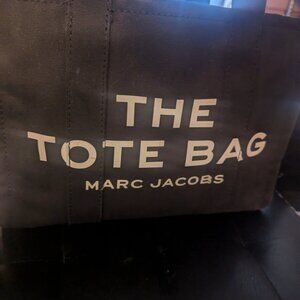 THE
TOTE BAG
MARC JACOBS